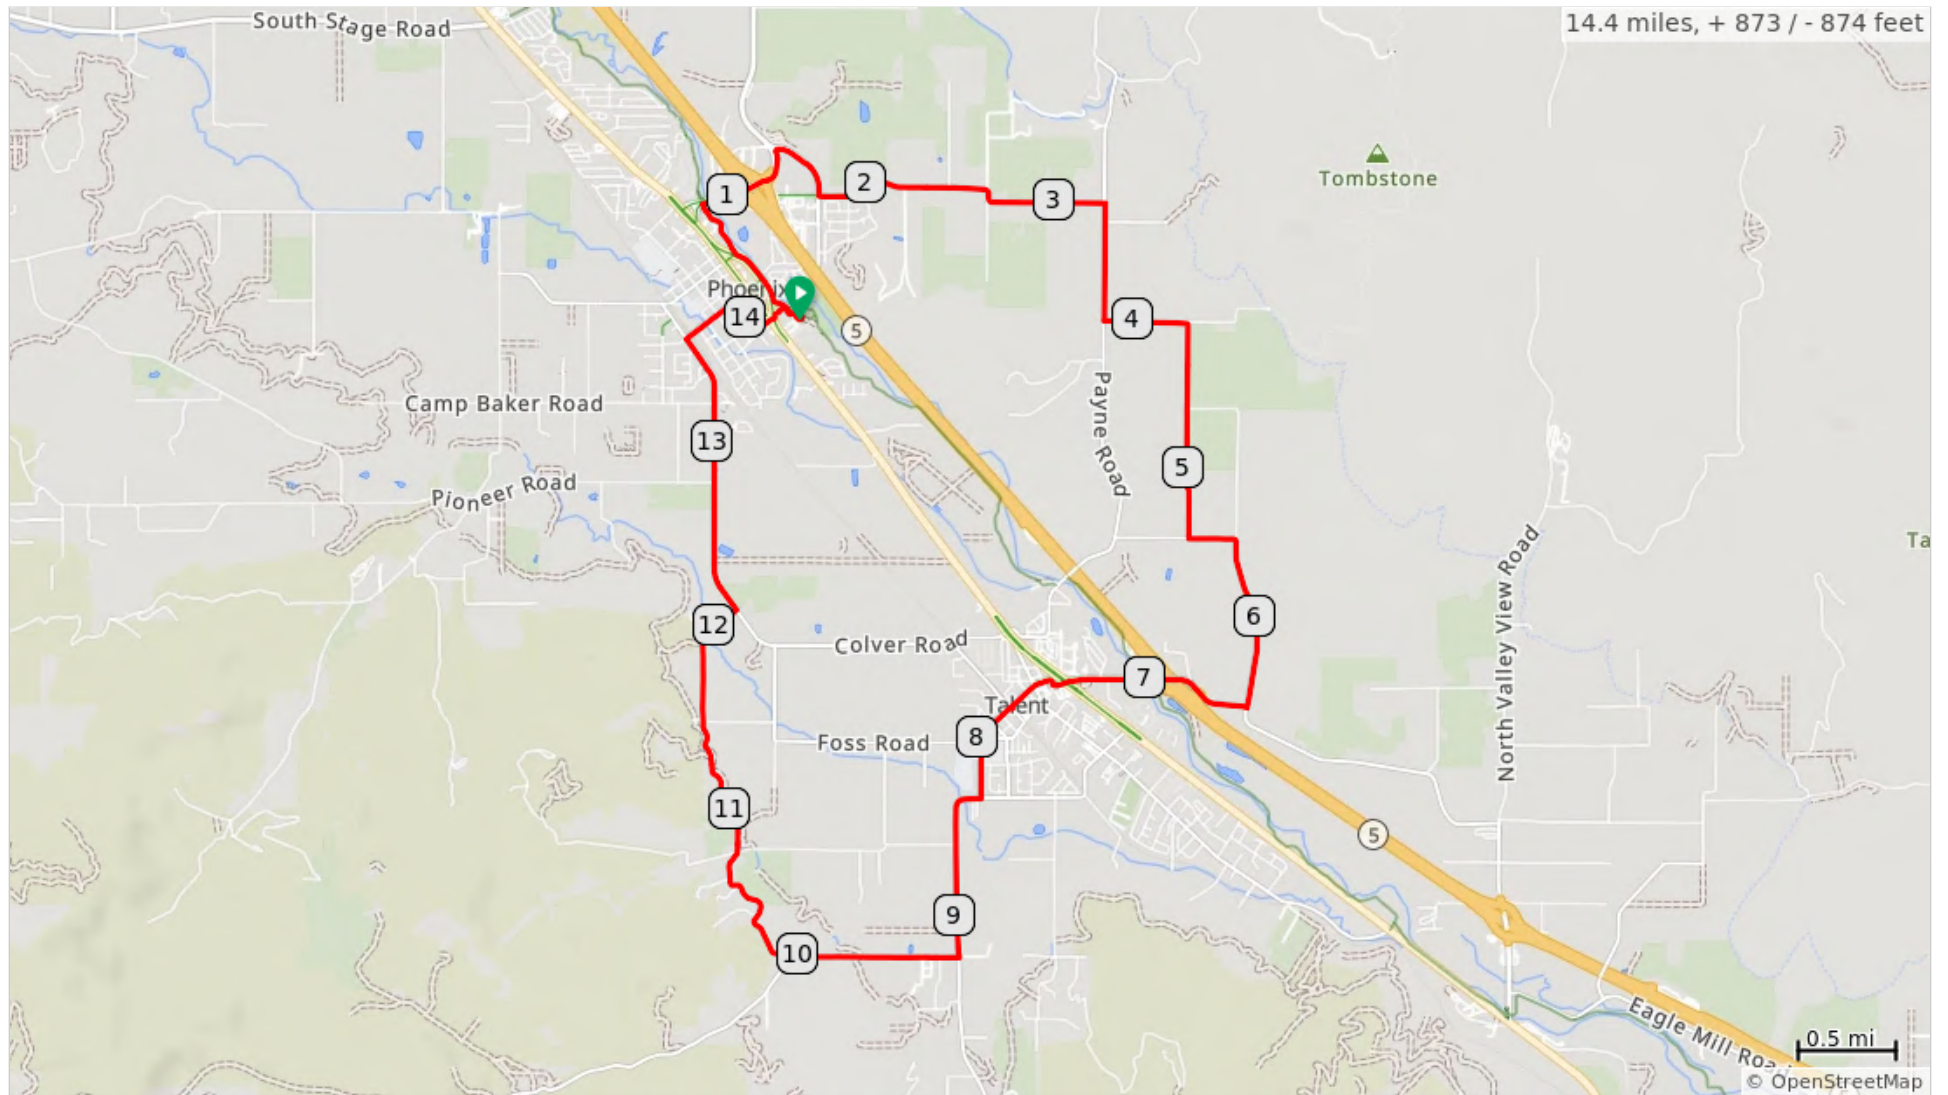 South Stage Road
14.4 miles, + 873 / - 874 feet
Tombstone
1
2
3
Phoenix
14
4
5
Payne Road
Camp Baker Road
13
5
Pioneer Road
North Valley View Road
Ta
6
12
Colver Road
7
Talent
8
Foss Road
11
5
9
10
Eagle Mill Road
0.5 mi
© OpenStreetMap